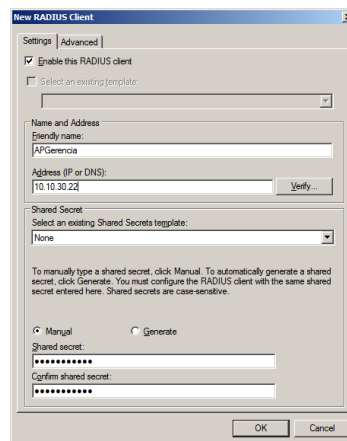 New RADIUS Client
Settings Advanced
Enable this RADIUS client
Select an existing template:
Name and Address
Friendly name:
APGerencia
Address (IP or DNS):
10.10.30.22
Verify...
Shared Secret
Select an existing Shared Secrets template:
None
To manually type a shared secret, click Manual. To automatically generate a shared
secret, click Generate. You must configure the RADIUS client with the same shared
secret entered here. Shared secrets are case-sensitive.
Manual Generate
Shared secret:
•••••••••••
Confirm shared secret:
•••••••••••
OK Cancel